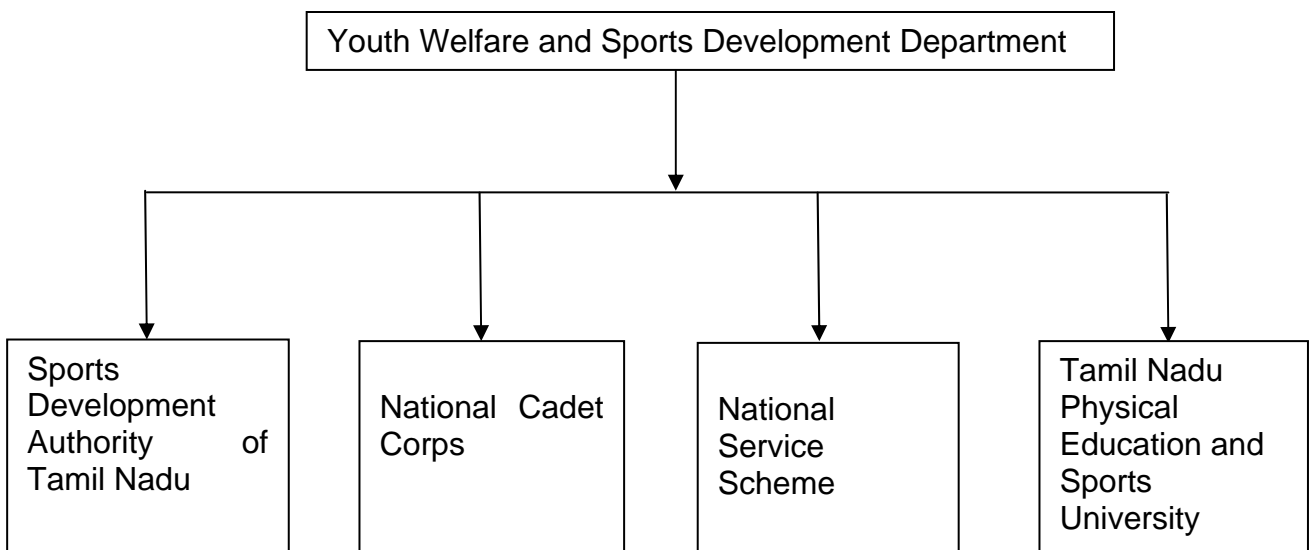 Youth Welfare and Sports Development Department
Sports
Development
Authority of
Tamil Nadu
National Cadet
Corps
National
Service
Scheme
Tamil Nadu
Physical
Education and
Sports
University